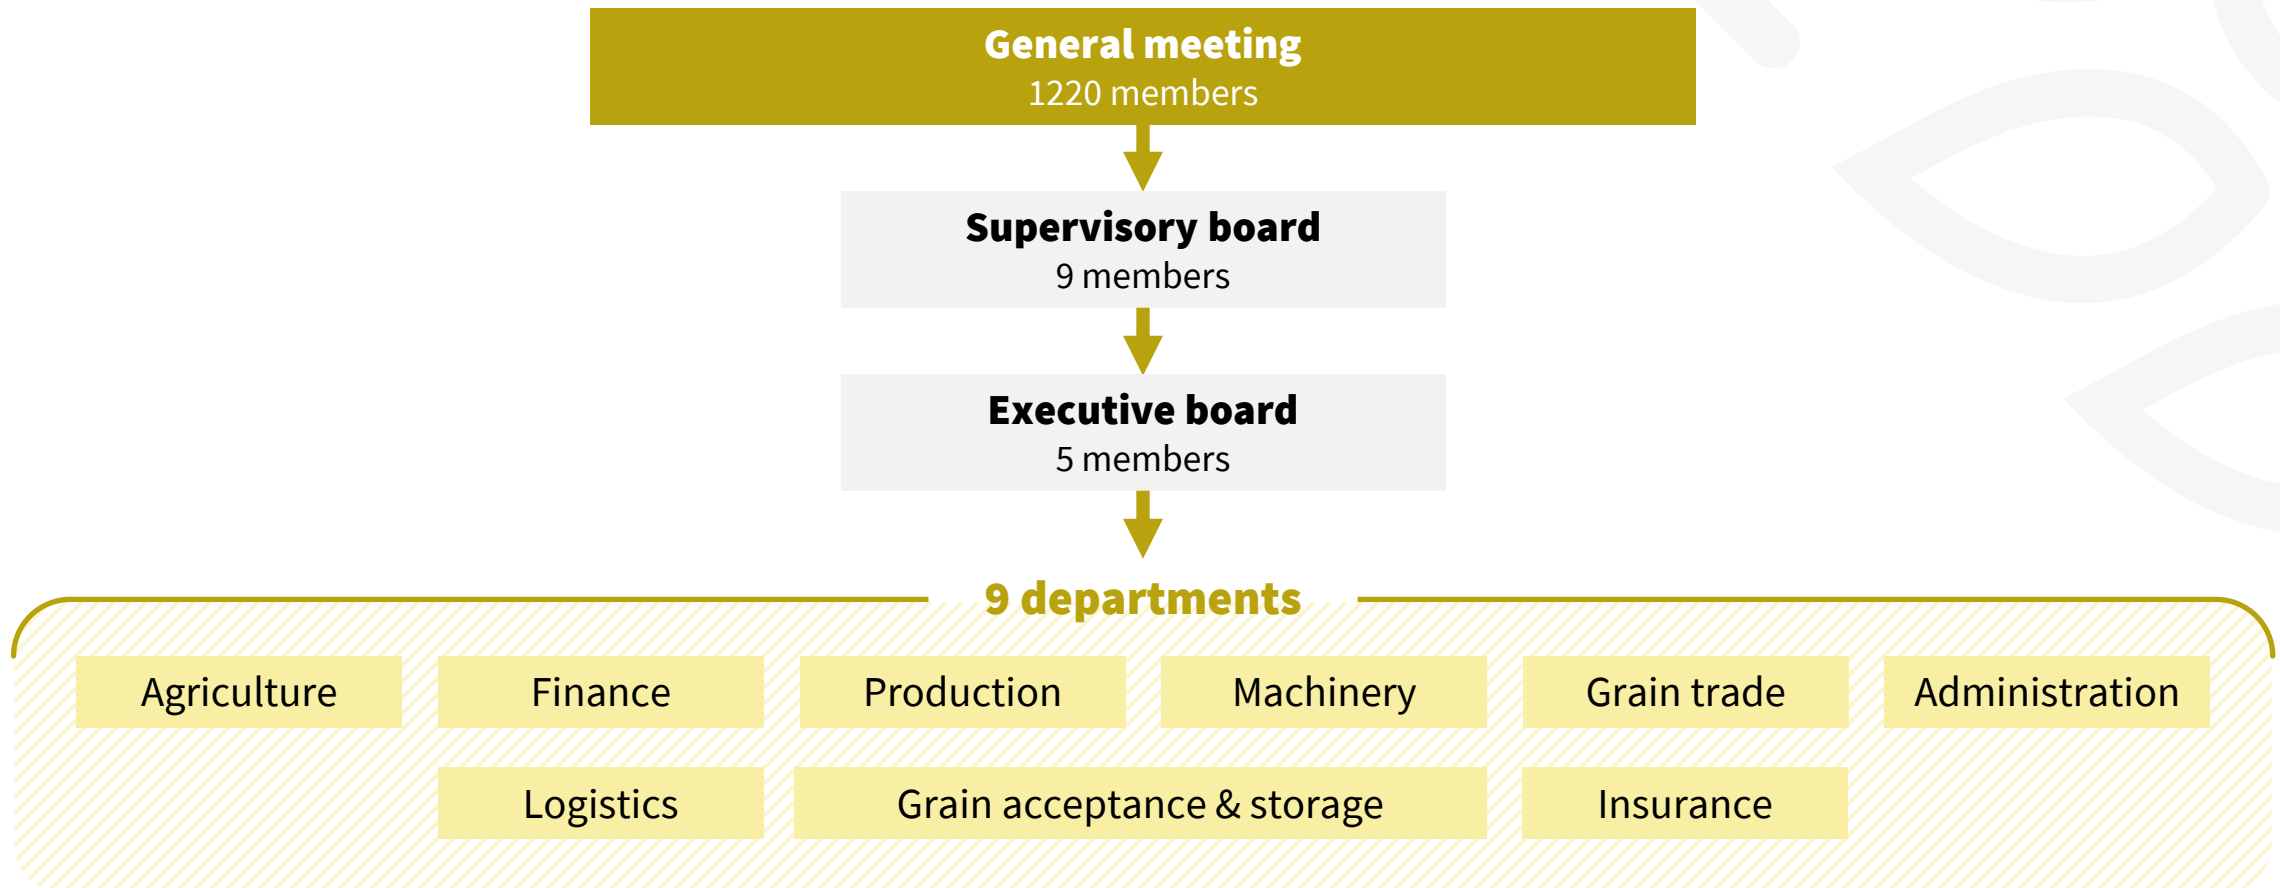 General meeting
1220 members
Supervisory board
9 members
Executive board
5 members
9 departments
Agriculture
Finance
Production
Machinery
Grain trade
Administration
Logistics
Grain acceptance & storage
Insurance